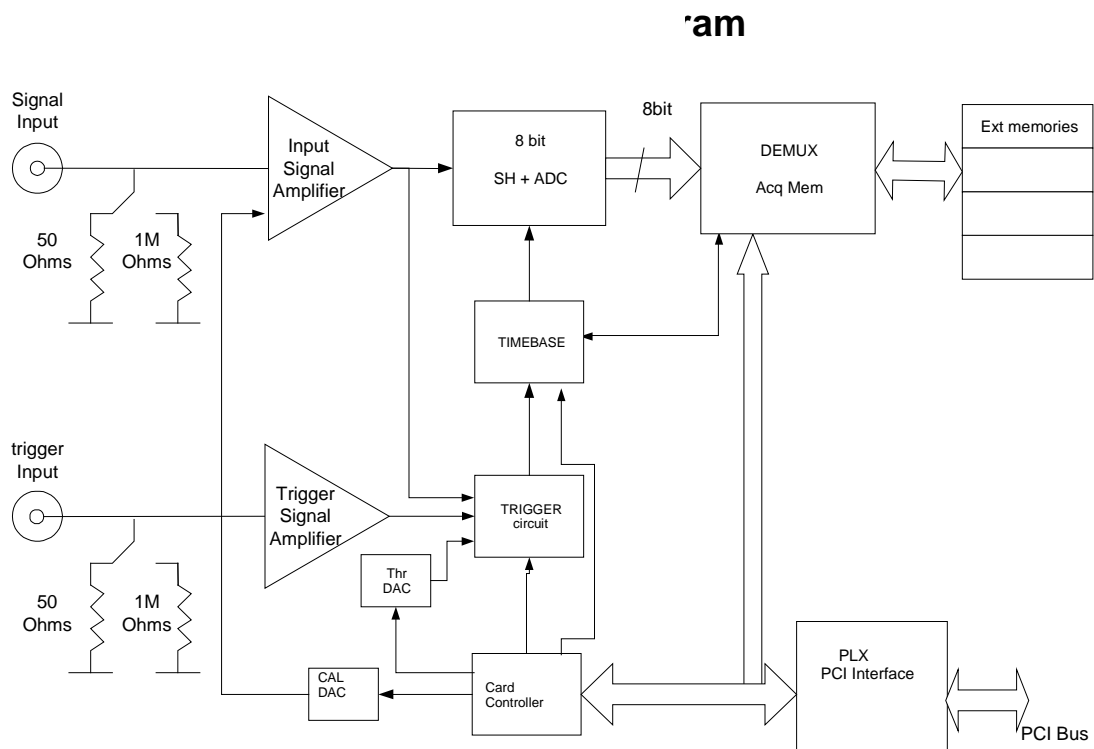 Signal
Input
Input
Signal
Amplifier
8 bit
SH + ADC
8bit
DEMUX
Acq Mem
Ext memories
50
Ohms
1M
Ohms
TIMEBASE
trigger
Input
Trigger
Signal
Amplifier
TRIGGER
circuit
Thr
DAC
50
Ohms
1M
Ohms
CAL
DAC
Card
Controller
PLX
PCI Interface
PCI Bus